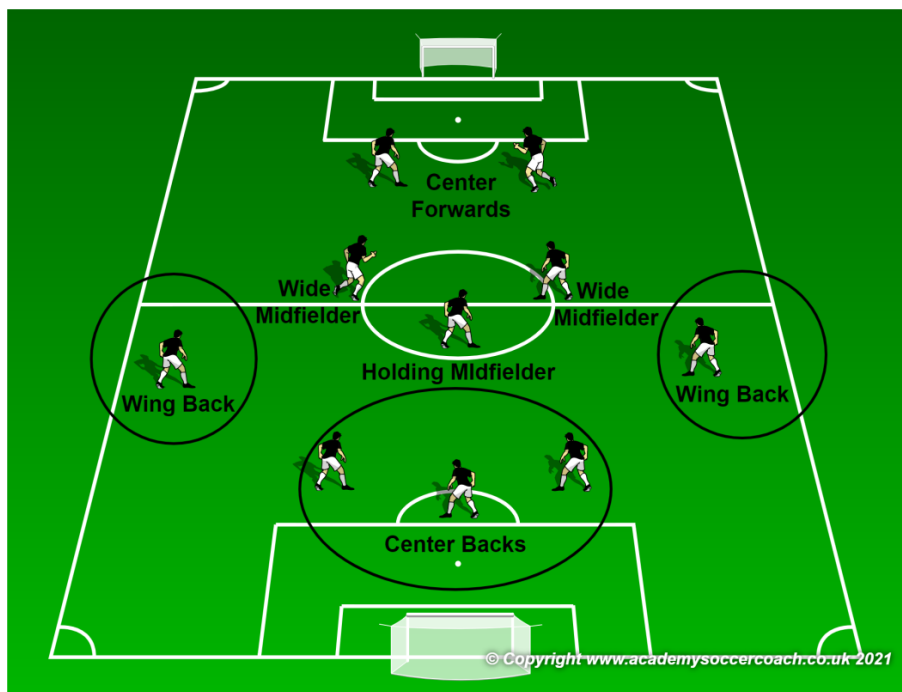 Center
Forwards
Wide
Midfielder
Wide
Midfielder
Holding MIdfielder
Wing Back
Wing Back
Center Backs
© Copyright www.academysoccercoach.co.uk 2021